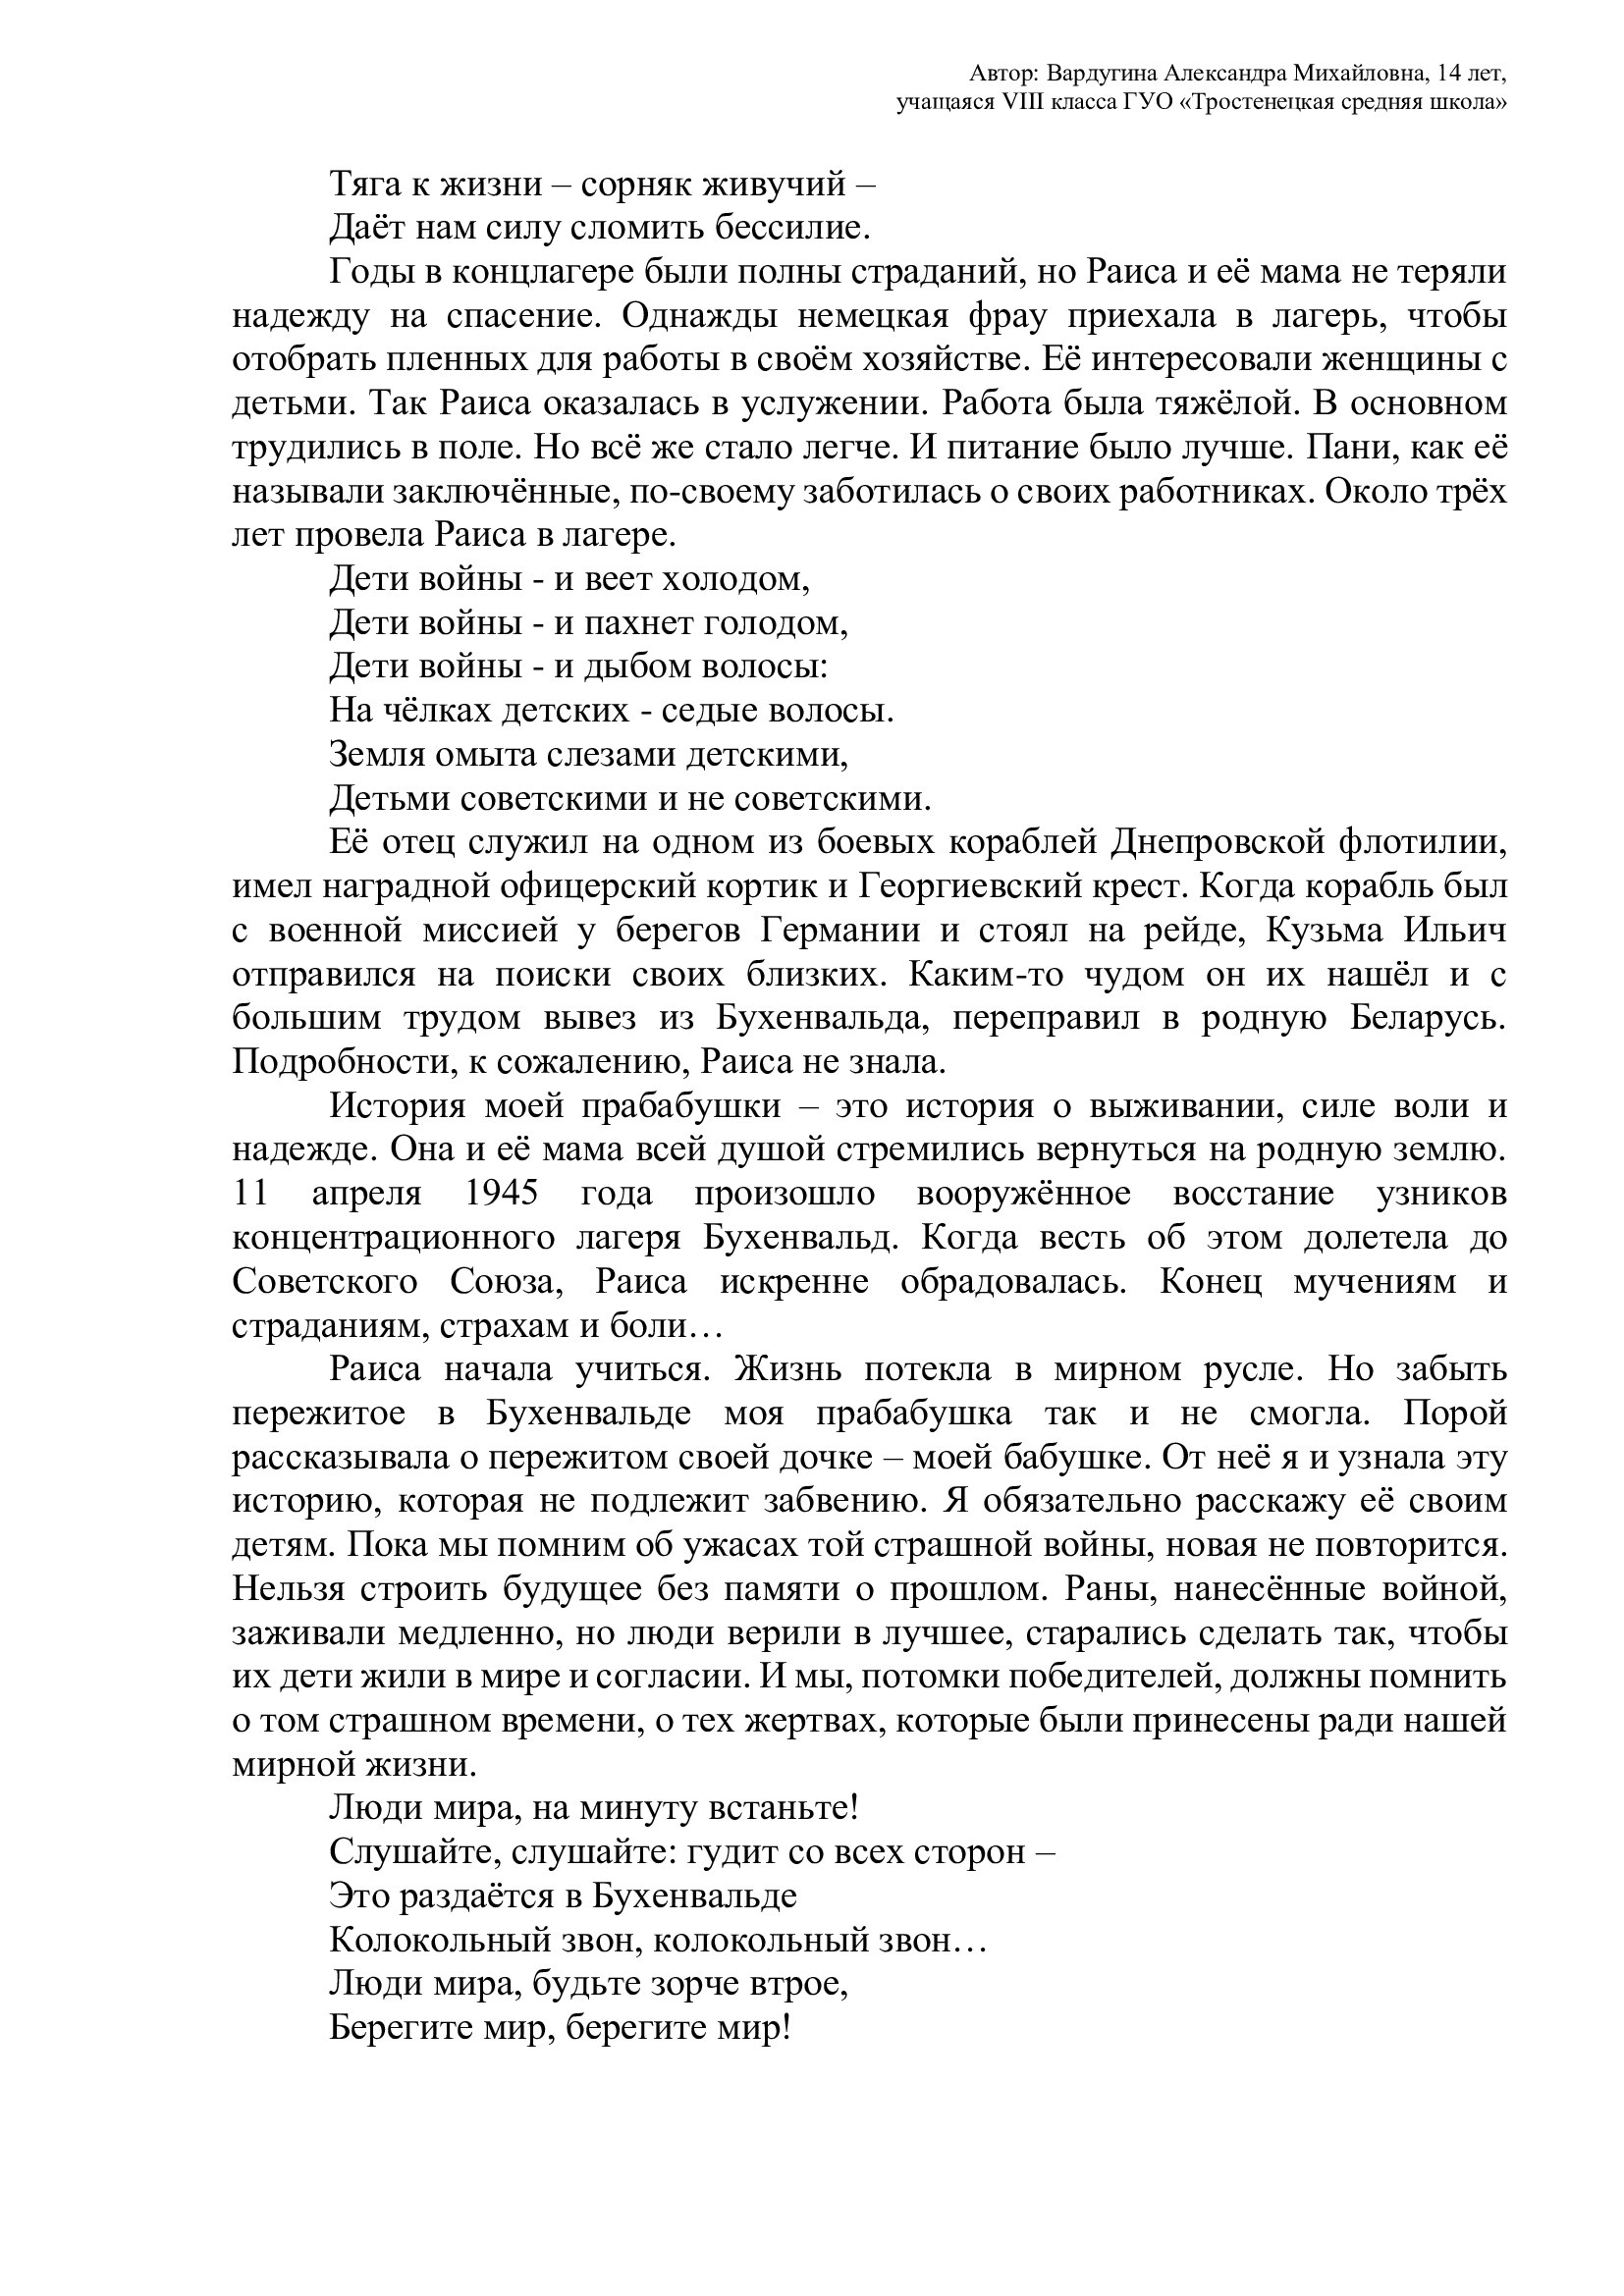 Автор: Вардугина Александра Михайловна, 14 лет,
учащаяся VIII класса ГУО «Тростенецкая средняя школа»
Тяга к жизни – сорняк живучий –
Даёт нам силу сломить бессилие.
Годы в концлагере были полны страданий, но Раиса и её мама не теряли
надежду на спасение. Однажды немецкая фрау приехала в лагерь, чтобы
отобрать пленных для работы в своём хозяйстве. Её интересовали женщины с
детьми. Так Раиса оказалась в услужении. Работа была тяжёлой. В основном
трудились в поле. Но всё же стало легче. И питание было лучше. Пани, как её
называли заключённые, по-своему заботилась о своих работниках. Около трёх
лет провела Раиса в лагере.
Дети войны - и веет холодом,
Дети войны - и пахнет голодом,
Дети войны - и дыбом волосы:
На чёлках детских - седые волосы.
Земля омыта слезами детскими,
Детьми советскими и не советскими.
Её отец служил на одном из боевых кораблей Днепровской флотилии,
имел наградной офицерский кортик и Георгиевский крест. Когда корабль был
с военной миссией у берегов Германии и стоял на рейде, Кузьма Ильич
отправился на поиски своих близких. Каким-то чудом он их нашёл и с
большим трудом вывез из Бухенвальда, переправил в родную Беларусь.
Подробности, к сожалению, Раиса не знала.
История моей прабабушки – это история о выживании, силе воли и
надежде. Она и её мама всей душой стремились вернуться на родную землю.
11 апреля 1945 года произошло вооружённое восстание узников
концентрационного лагеря Бухенвальд. Когда весть об этом долетела до
Советского Союза, Раиса искренне обрадовалась. Конец мучениям и
страданиям, страхам и боли…
Раиса начала учиться. Жизнь потекла в мирном русле. Но забыть
пережитое в Бухенвальде моя прабабушка так и не смогла. Порой
рассказывала о пережитом своей дочке – моей бабушке. От неё я и узнала эту
историю, которая не подлежит забвению. Я обязательно расскажу её своим
детям. Пока мы помним об ужасах той страшной войны, новая не повторится.
Нельзя строить будущее без памяти о прошлом. Раны, нанесённые войной,
заживали медленно, но люди верили в лучшее, старались сделать так, чтобы
их дети жили в мире и согласии. И мы, потомки победителей, должны помнить
о том страшном времени, о тех жертвах, которые были принесены ради нашей
мирной жизни.
Люди мира, на минуту встаньте!
Слушайте, слушайте: гудит со всех сторон –
Это раздаётся в Бухенвальде
Колокольный звон, колокольный звон…
Люди мира, будьте зорче втрое,
Берегите мир, берегите мир!